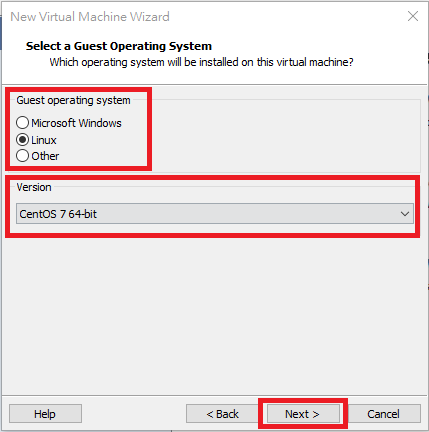 New Virtual Machine Wizard
Select a Guest Operating System
Which operating system will be installed on this virtual machine?
Guest operating system
Microsoft Windows
Linux
Other
Version
CentOS 7 64-bit
Help
< Back
Next >
Cancel